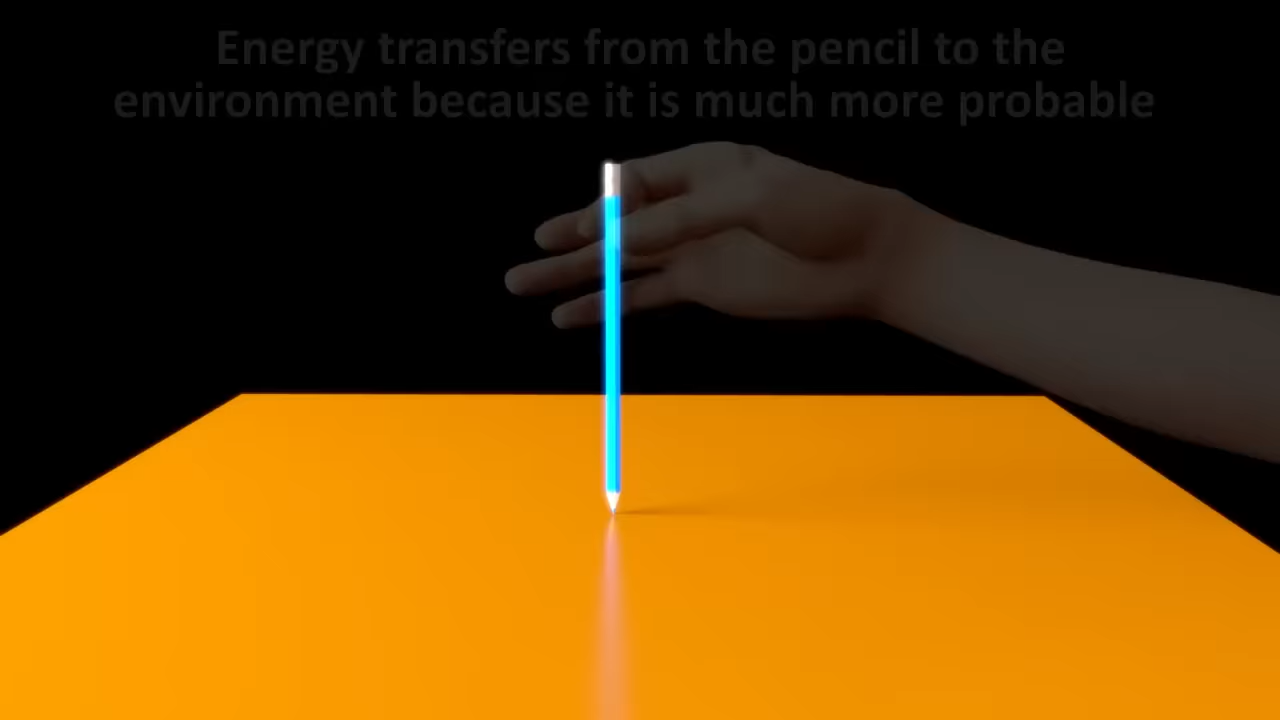 Energy transfers from the pencil to the
environment because it is much more probable